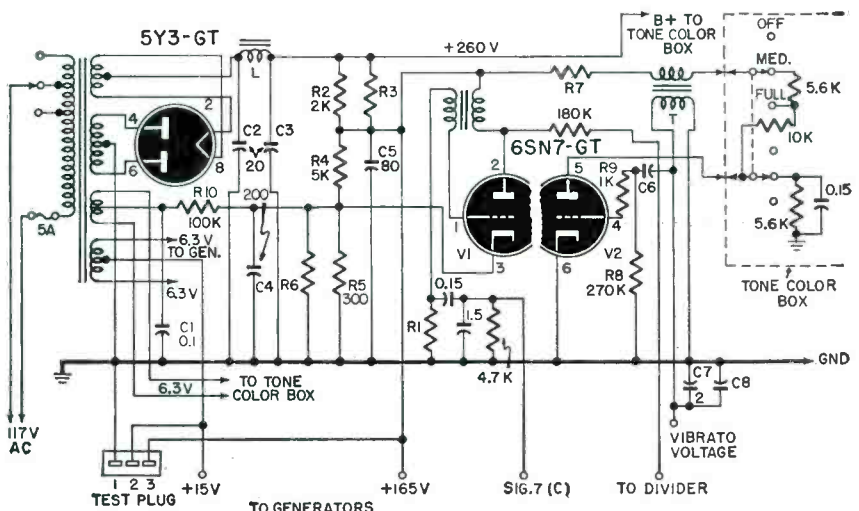 5Y3-GT
+260 V
B+ TO
TONE COLOR
BOX
OFF
MED.
FULL
5.6K
10K
0.15
5.6K
TONE COLOR
BOX
L
R2
2K
R3
R7
T
180K
6SN7-GT
4
6
2
8
C2
C3
20
R4
5K
C5
80
2
5
R9
1K
C6
1
3
V1
4
6
V2
R8
270K
R10
100K
200
5A
6.3 V
TO GEN.
6.3V
C4
R6
R5
300
0.15
R1
1.5
4.7 K
C1
0.1
GND
6.3V
TO TONE
COLOR BOX
C7
2
C8
117V
AC
VIBRATO
VOLTAGE
1 2 3
TEST PLUG
+15V
+165V
SIG.7 (C)
TO DIVIDER
TO GENERATORS